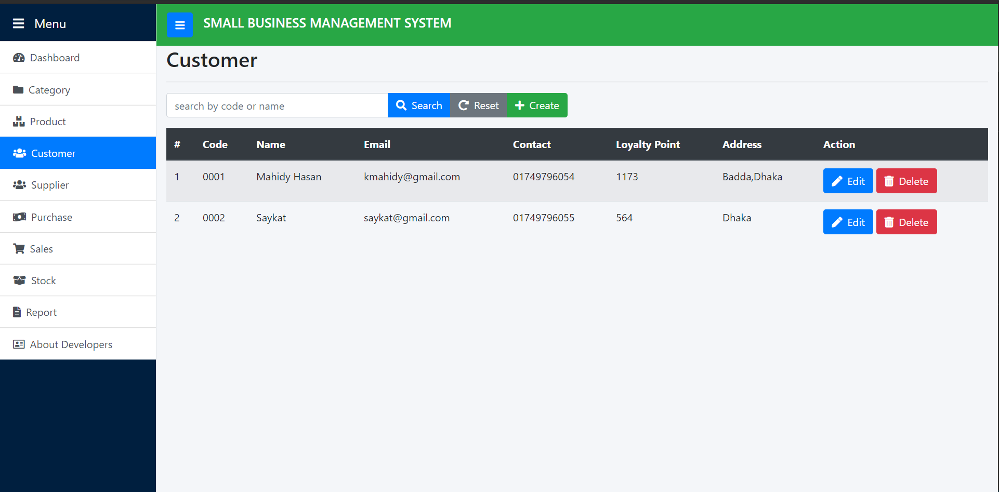 Menu
SMALL BUSINESS MANAGEMENT SYSTEM
Dashboard
Category
Product
Customer
Supplier
Purchase
Sales
Stock
Report
About Developers
Customer
search by code or name Search Reset Create
# Code Name Email Contact Loyalty Point Address Action
1 0001 Mahidy Hasan kmahidy@gmail.com 01749796054 1173 Badda,Dhaka Edit Delete
2 0002 Saykat saykat@gmail.com 01749796055 564 Dhaka Edit Delete